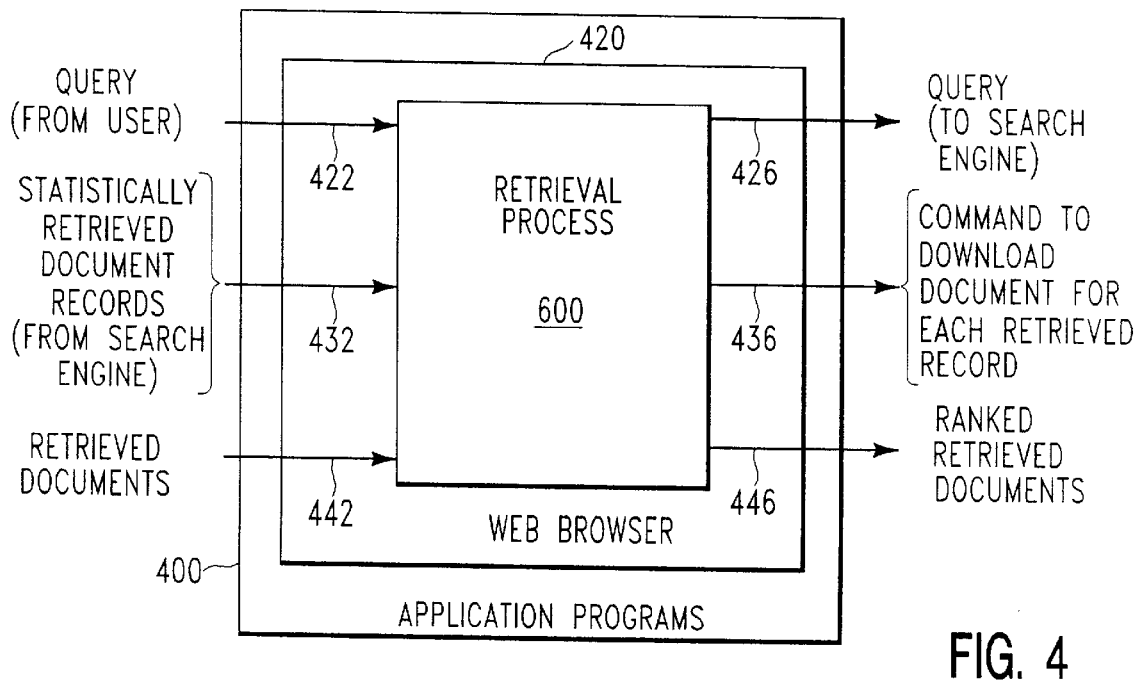 420
QUERY
(FROM USER)
422
STATISTICALLY
RETRIEVED
DOCUMENT
RECORDS
(FROM SEARCH
ENGINE)
432
RETRIEVED
DOCUMENTS
442
RETRIEVAL
PROCESS
600
QUERY
(TO SEARCH
ENGINE)
426
COMMAND TO
DOWNLOAD
DOCUMENT FOR
EACH RETRIEVED
RECORD
436
RANKED
RETRIEVED
DOCUMENTS
446
WEB BROWSER
400
APPLICATION PROGRAMS
FIG. 4